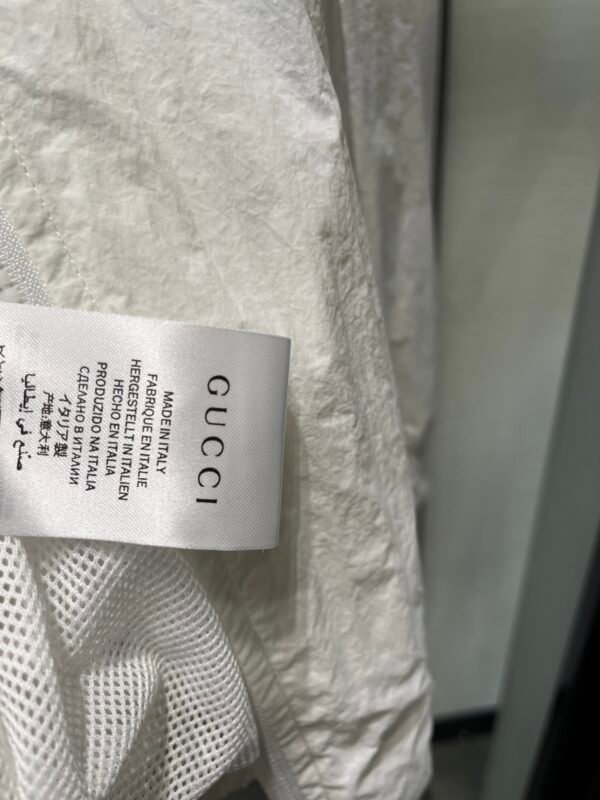 GUCCI
MADE IN ITALY
FABRIQUE EN ITALIE
HERGESTELLT IN ITALIEN
HECHO EN ITALIA
PRODUZIDO NA ITALIA
СДЕЛАНО В ИТАЛИИ
イタリア製
产地:意大利
صنع في إيطاليا